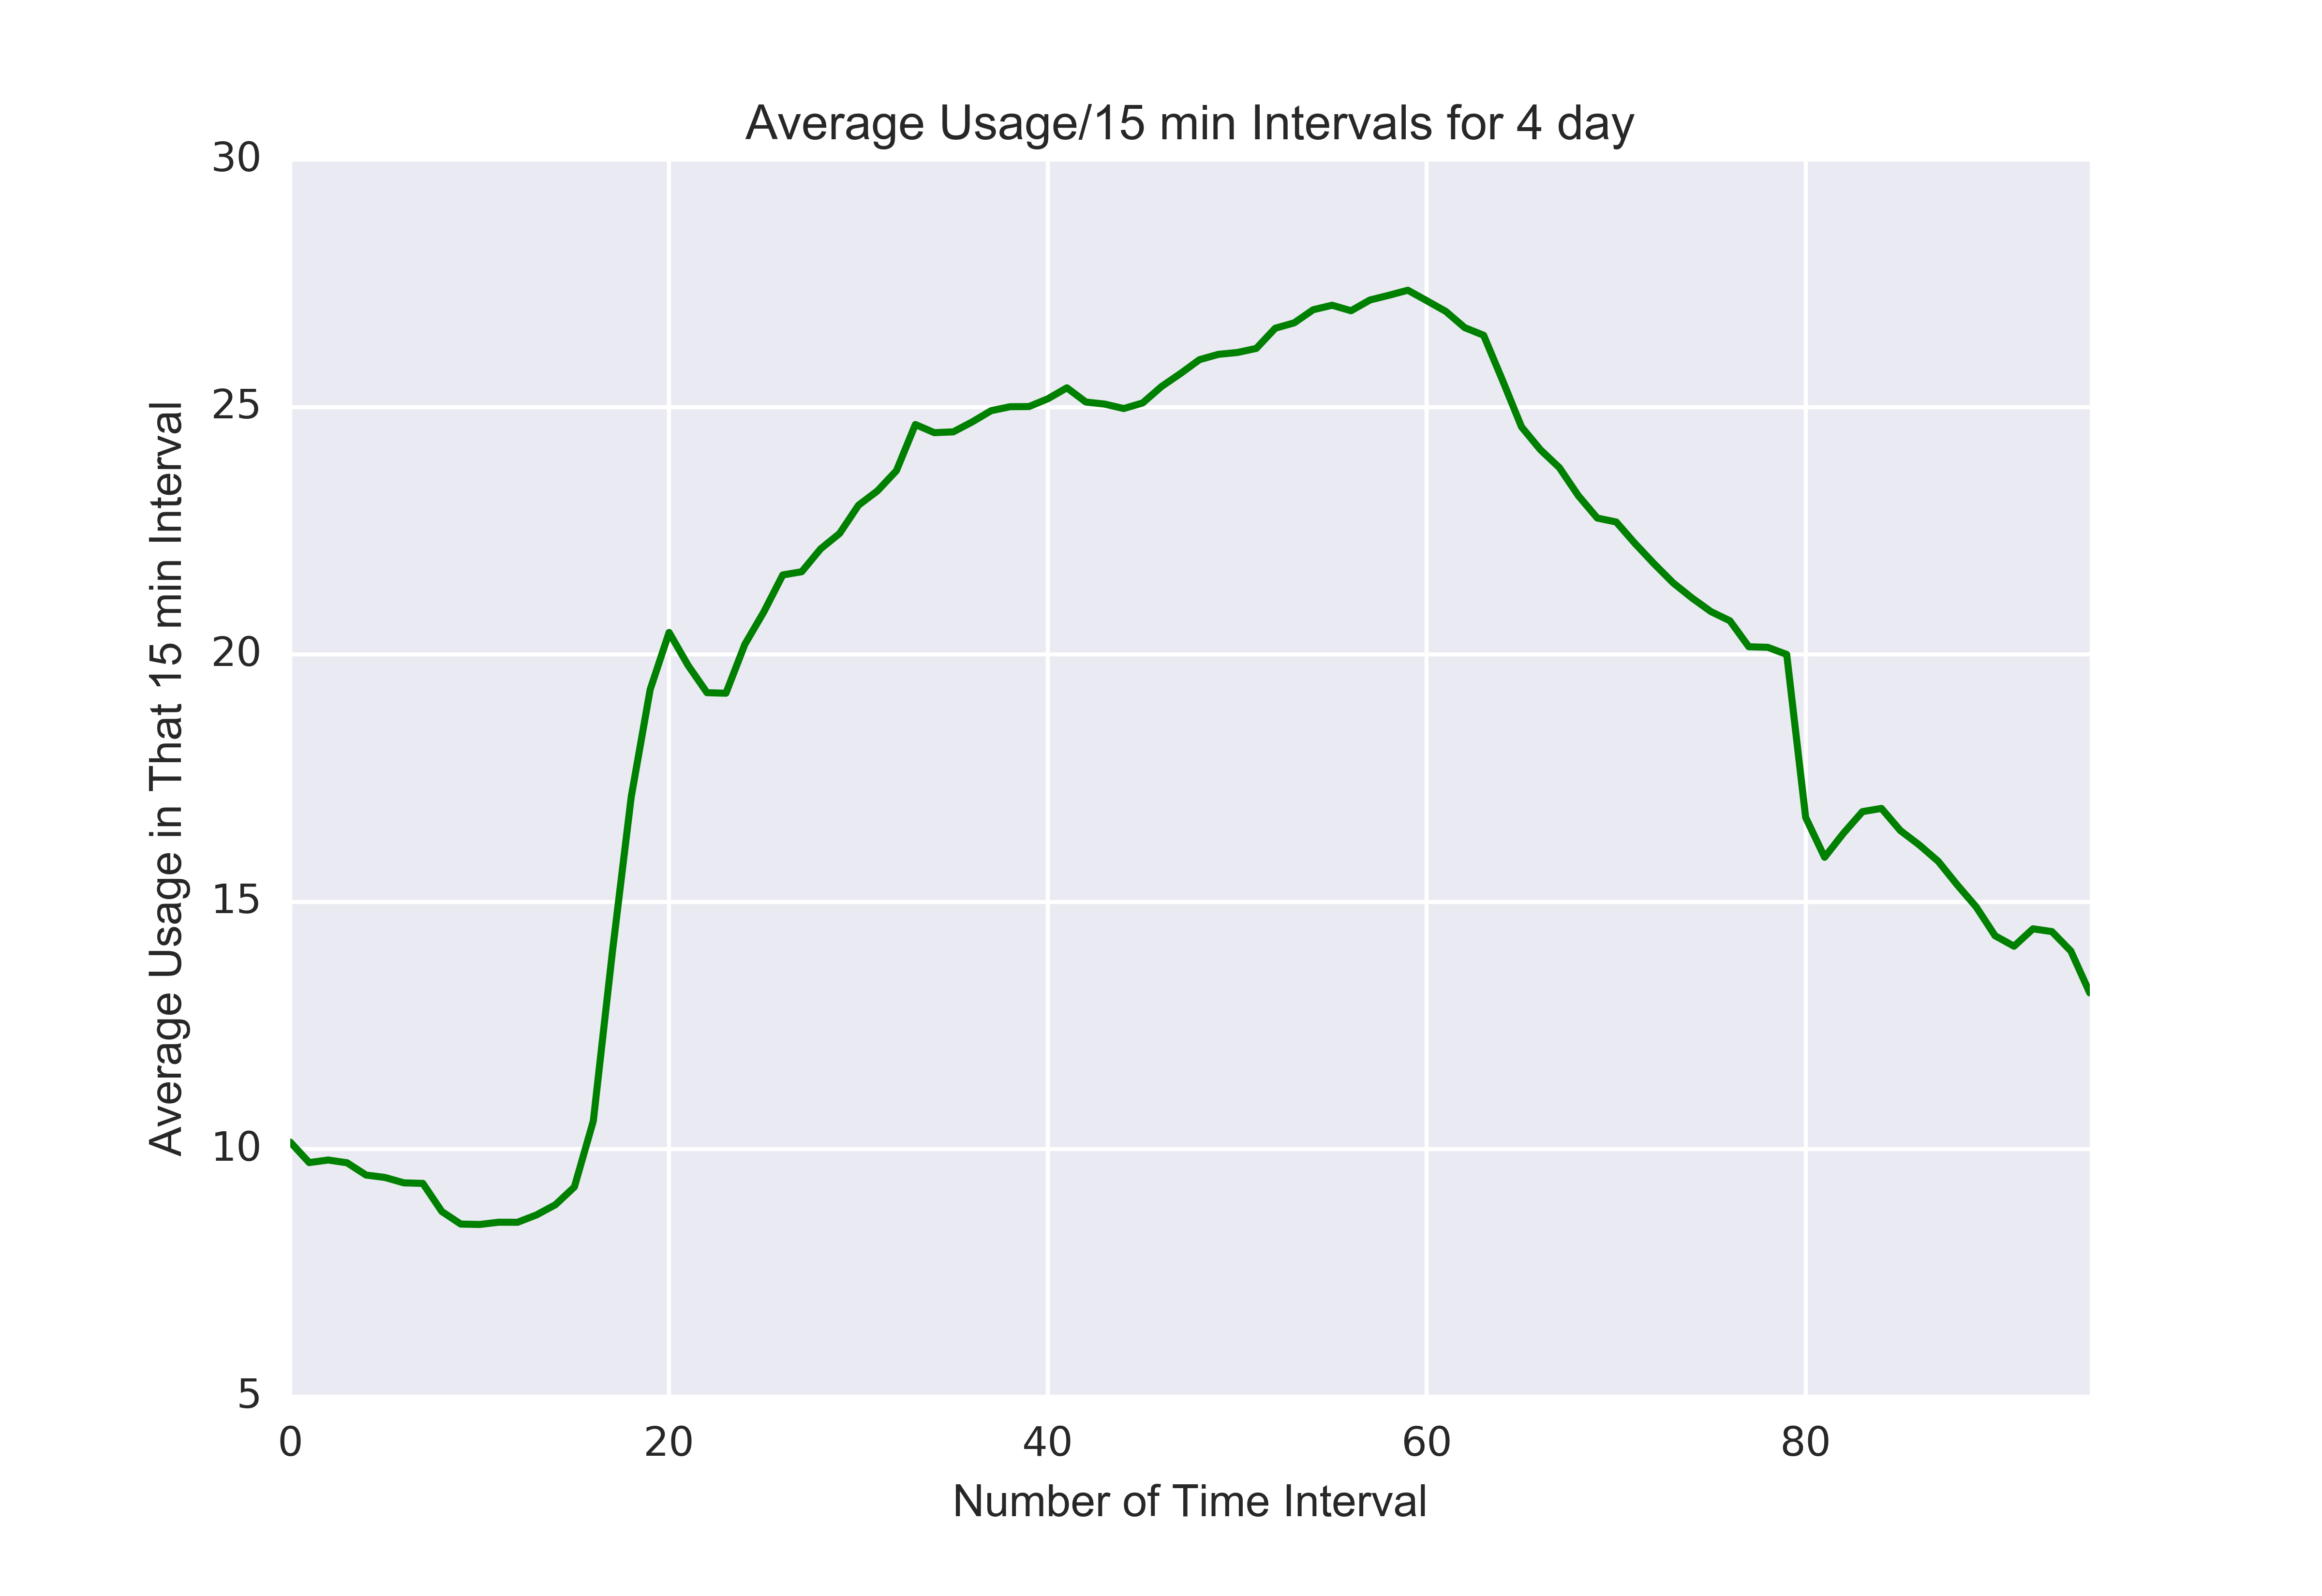 Average Usage/15 min Intervals for 4 day
30
25
20
15
10
5
Average Usage in That 15 min Interval
0 20 40 60 80
Number of Time Interval